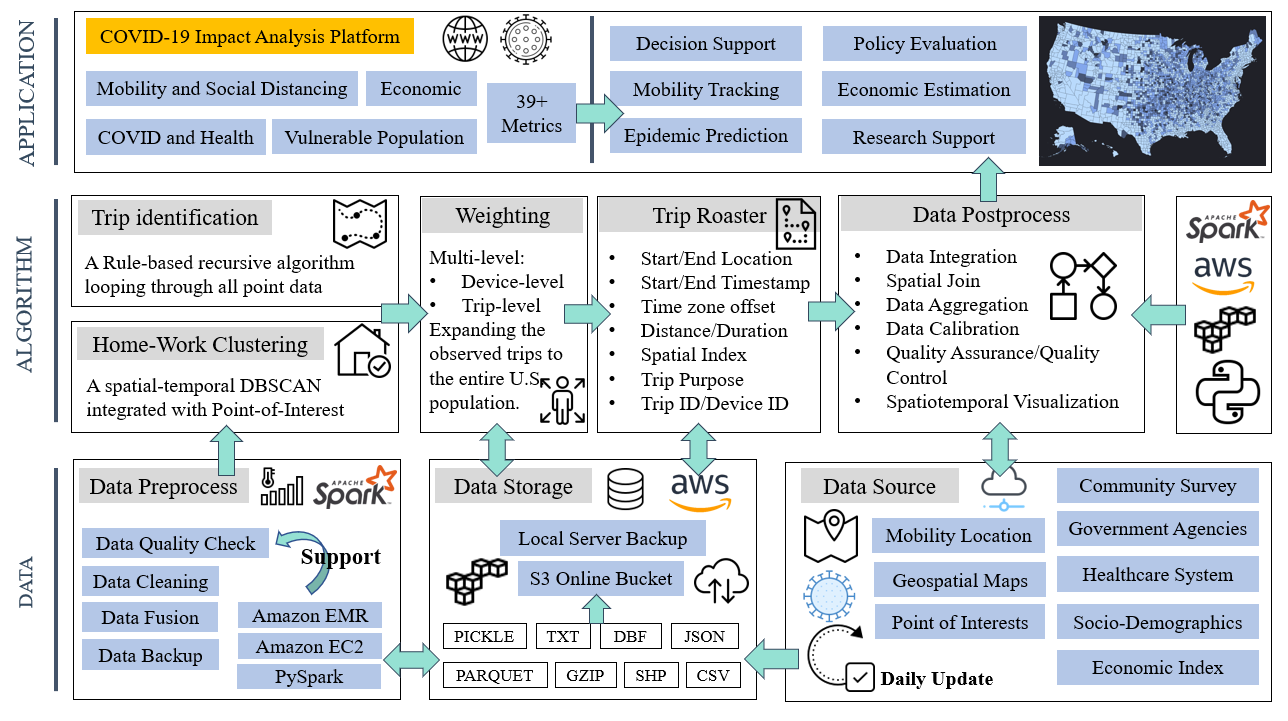 APPLICATION
COVID-19 Impact Analysis Platform
WWW
Mobility and Social Distancing
Economic
COVID and Health
Vulnerable Population
39+
Metrics
Decision Support
Policy Evaluation
Mobility Tracking
Economic Estimation
Epidemic Prediction
Research Support
ALGORITHM
Trip identification
A Rule-based recursive algorithm
looping through all point data
Home-Work Clustering
A spatial-temporal DBSCAN
integrated with Point-of-Interest
Weighting
Multi-level:
• Device-level
• Trip-level
Expanding the
observed trips to
the entire U.S.
population.
Trip Roaster
• Start/End Location
• Start/End Timestamp
• Time zone offset
• Distance/Duration
• Spatial Index
• Trip Purpose
• Trip ID/Device ID
Data Postprocess
• Data Integration
• Spatial Join
• Data Aggregation
• Data Calibration
• Quality Assurance/Quality
Control
• Spatiotemporal Visualization
APACHE
Spark
aws
DATA
Data Preprocess
APACHE
Spark
Data Quality Check
Support
Data Cleaning
Data Fusion
Data Backup
Amazon EMR
Amazon EC2
PySpark
Data Storage
aws
Local Server Backup
S3 Online Bucket
PICKLE
TXT
DBF
JSON
PARQUET
GZIP
SHP
CSV
Data Source
Mobility Location
Geospatial Maps
Point of Interests
Daily Update
Community Survey
Government Agencies
Healthcare System
Socio-Demographics
Economic Index